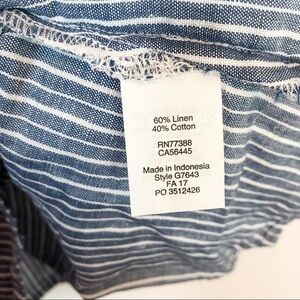 60% Linen
40% Cotton
RN77388
CA56445
Made in Indonesia
Style G7643
FA 17
PO 3512426